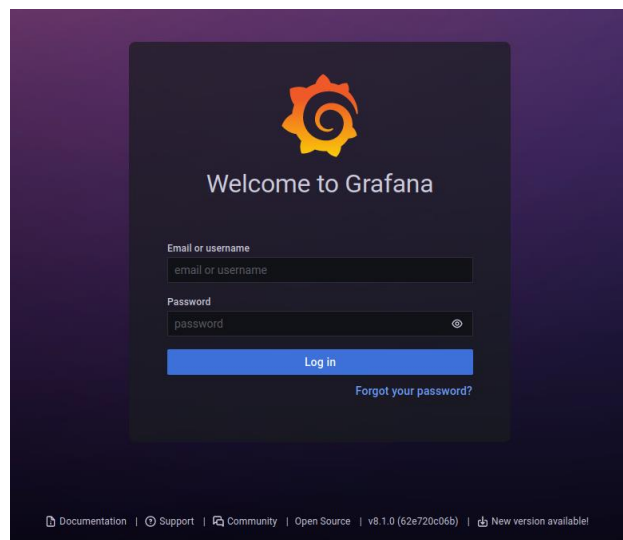 Welcome to Grafana
Email or username
email or username
Password
password
Log in
Forgot your password?
Documentation | Support | Community | Open Source | v8.1.0 (62e720c06b) | New version available!